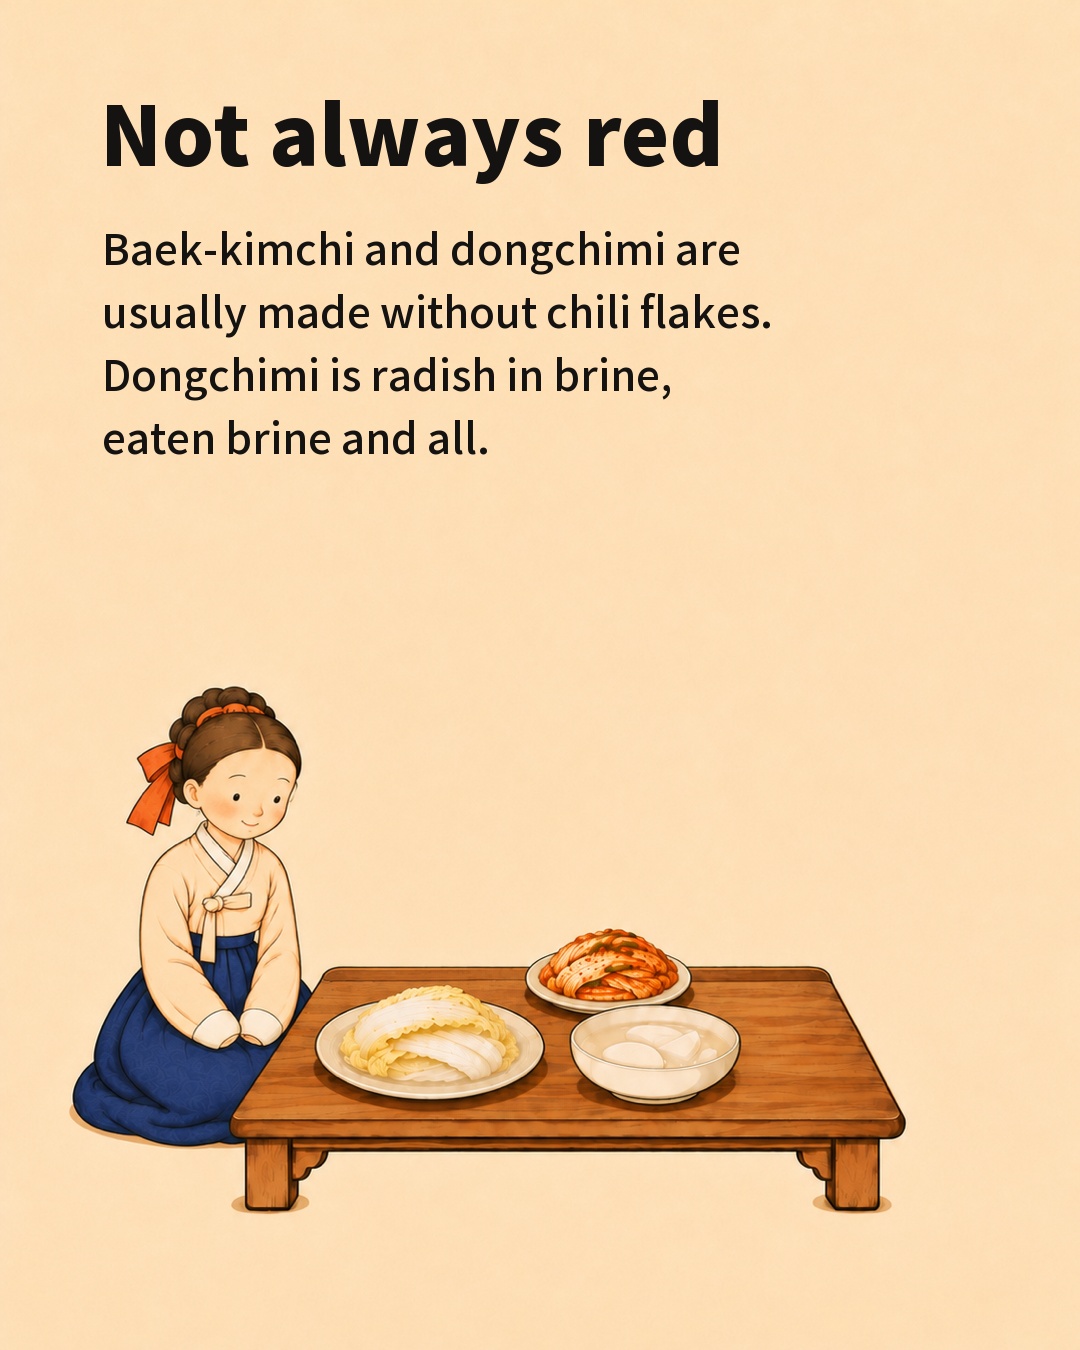 Not always red
Baek-kimchi and dongchimi are
usually made without chili flakes.
Dongchimi is radish in brine,
eaten brine and all.